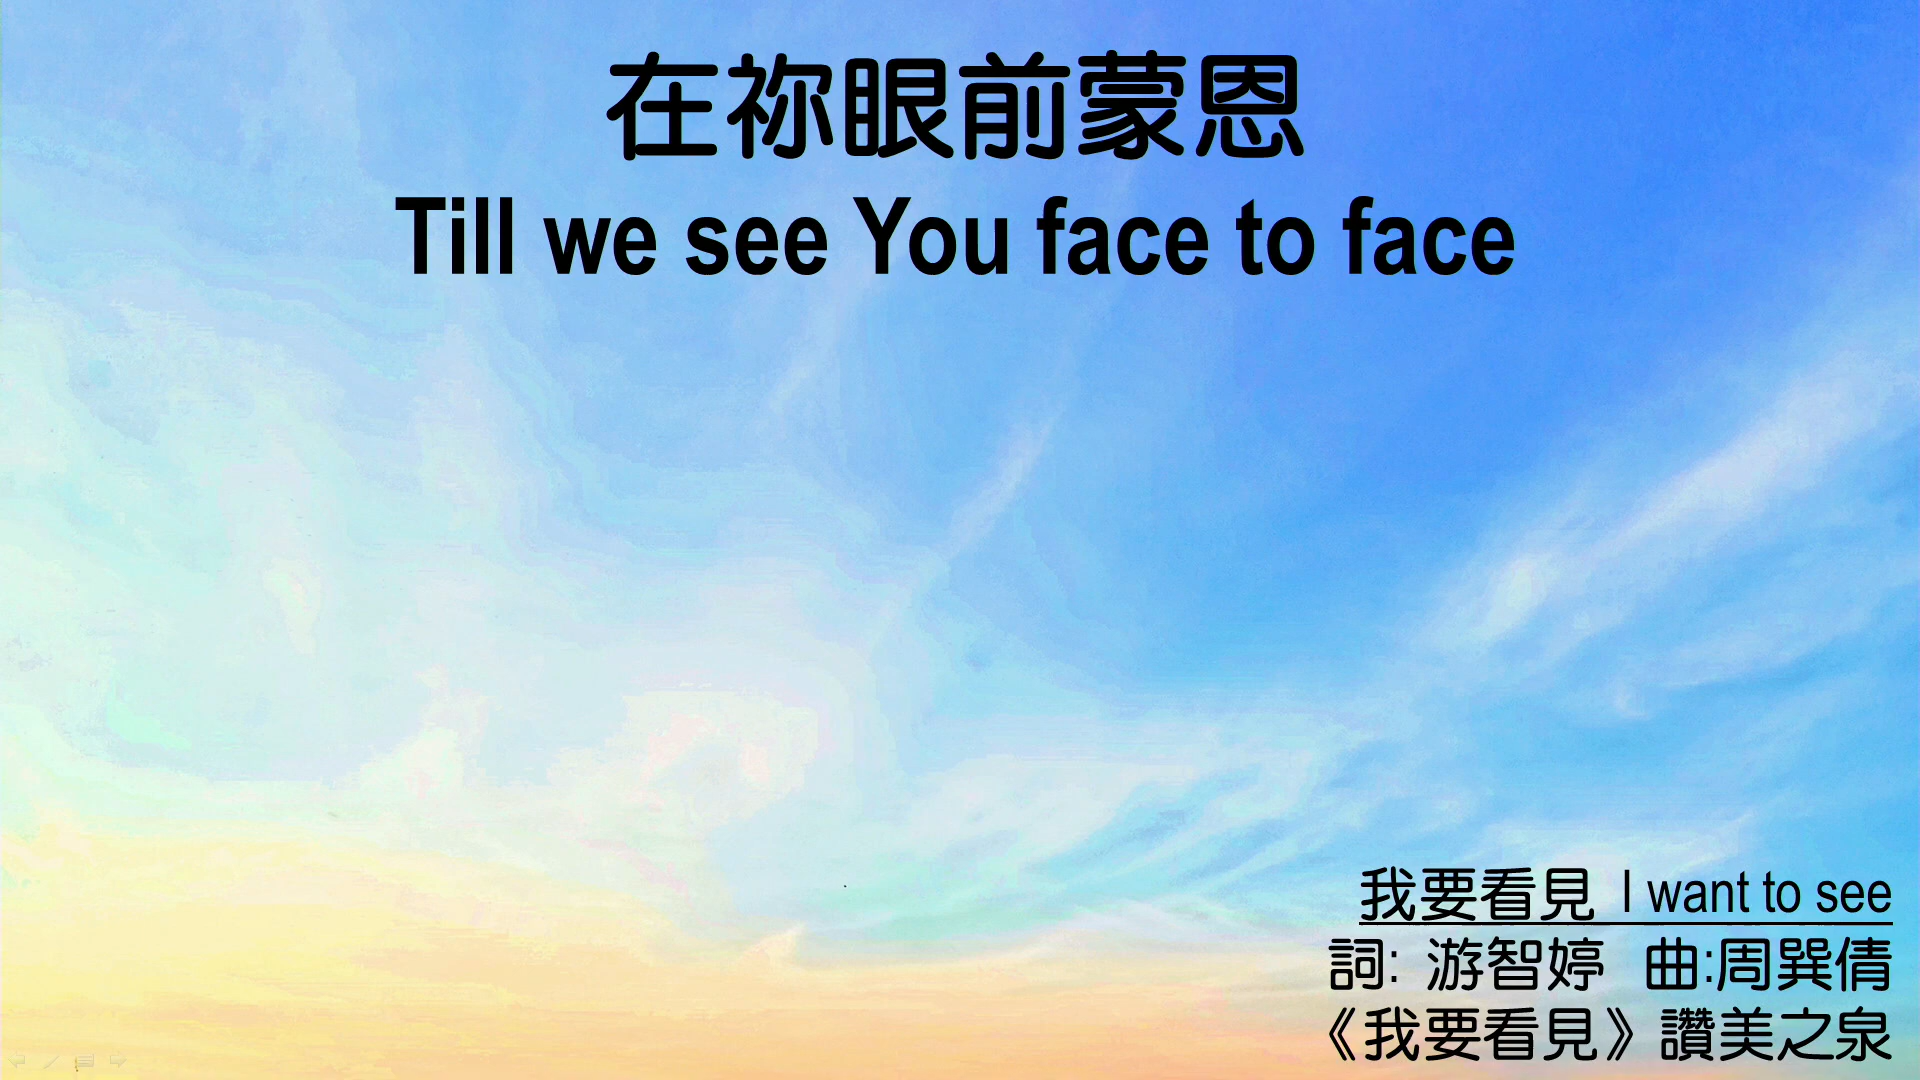 在祢眼前蒙恩
Till we see You face to face
我要看見 I want to see
詞: 游智婷 曲:周巽倩
《我要看見》讚美之泉